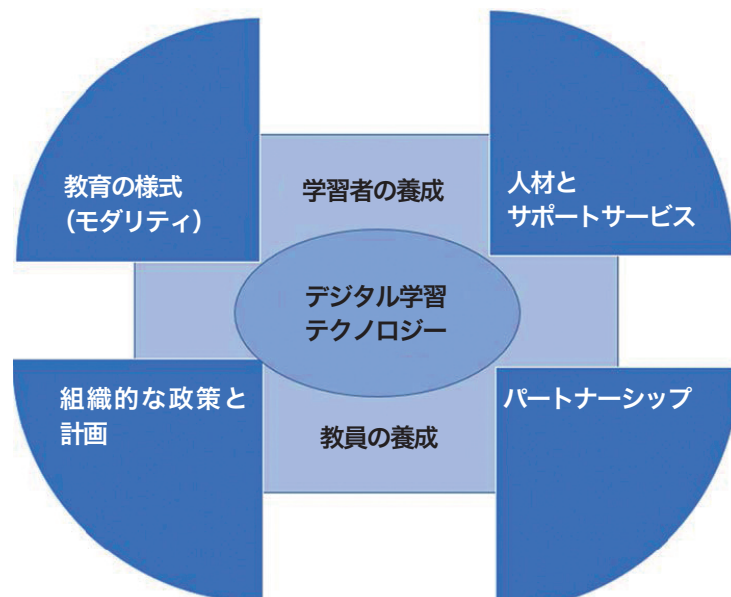 教育の様式
（モダリティ）
学習者の養成
人材と
サポートサービス
デジタル学習
テクノロジー
組織的な政策と
計画
教員の養成
パートナーシップ